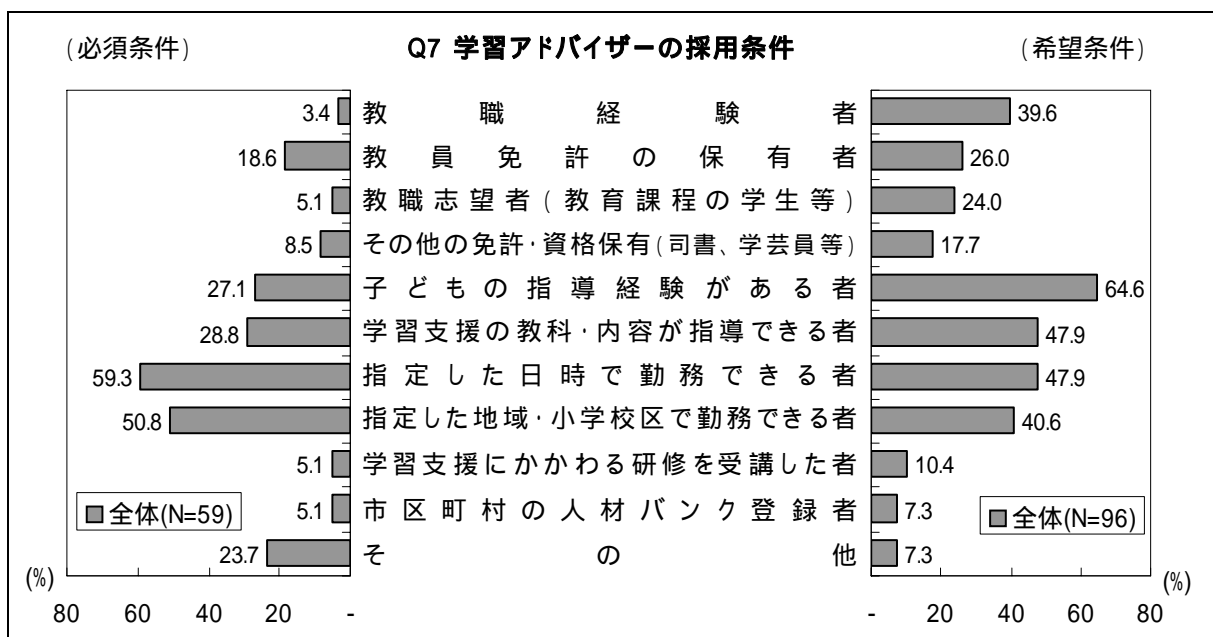 (必須条件) Q7 学習アドバイザーの採用条件 (希望条件)
3.4 教職経験者 39.6
18.6 教員免許の保有者 26.0
5.1 教職志望者(教育課程の学生等) 24.0
8.5 その他の免許・資格保有(司書、学芸員等) 17.7
27.1 子どもの指導経験がある者 64.6
28.8 学習支援の教科・内容が指導できる者 47.9
59.3 指定した日時で勤務できる者 47.9
50.8 指定した地域・小学校区で勤務できる者 40.6
5.1 学習支援にかかわる研修を受講した者 10.4
全体(N=59) 5.1 市区町村の人材バンク登録者 7.3 全体(N=96)
23.7 その他 7.3
(%) (%)
80 60 40 20 - - 20 40 60 80